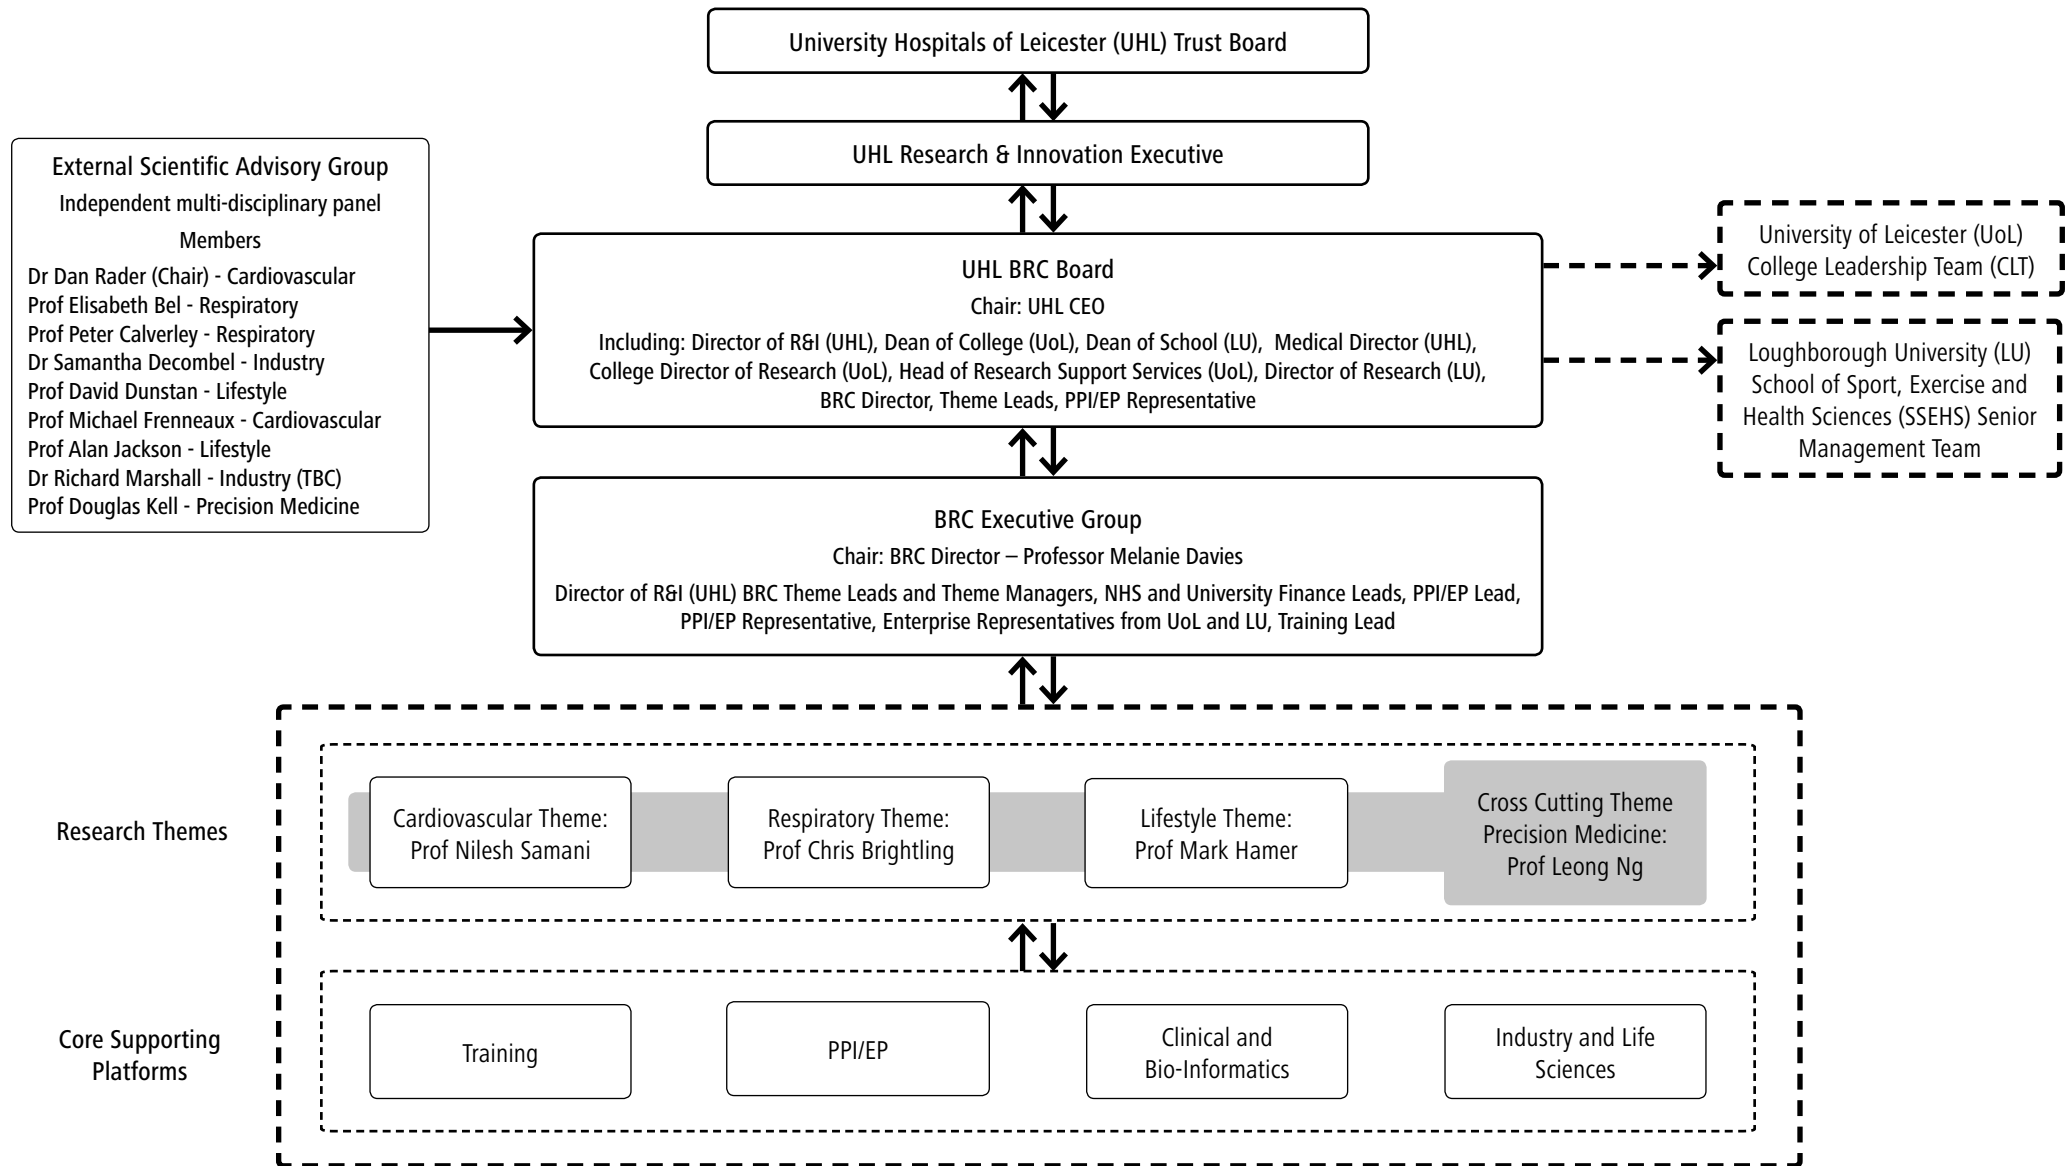 University Hospitals of Leicester (UHL) Trust Board
UHL Research & Innovation Executive
External Scientific Advisory Group
Independent multi-disciplinary panel
Members
Dr Dan Rader (Chair) - Cardiovascular
Prof Elisabeth Bel - Respiratory
Prof Peter Calverley - Respiratory
Dr Samantha Decombel - Industry
Prof David Dunstan - Lifestyle
Prof Michael Frenneaux - Cardiovascular
Prof Alan Jackson - Lifestyle
Dr Richard Marshall - Industry (TBC)
Prof Douglas Kell - Precision Medicine
UHL BRC Board
Chair: UHL CEO
Including: Director of R&I (UHL), Dean of College (UoL), Dean of School (LU), Medical Director (UHL),
College Director of Research (UoL), Head of Research Support Services (UoL), Director of Research (LU),
BRC Director, Theme Leads, PPI/EP Representative
University of Leicester (UoL)
College Leadership Team (CLT)
Loughborough University (LU)
School of Sport, Exercise and
Health Sciences (SSEHS) Senior
Management Team
BRC Executive Group
Chair: BRC Director – Professor Melanie Davies
Director of R&I (UHL) BRC Theme Leads and Theme Managers, NHS and University Finance Leads, PPI/EP Lead,
PPI/EP Representative, Enterprise Representatives from UoL and LU, Training Lead
Research Themes
Cardiovascular Theme:
Prof Nilesh Samani
Respiratory Theme:
Prof Chris Brightling
Lifestyle Theme:
Prof Mark Hamer
Cross Cutting Theme
Precision Medicine:
Prof Leong Ng
Core Supporting
Platforms
Training
PPI/EP
Clinical and
Bio-Informatics
Industry and Life
Sciences